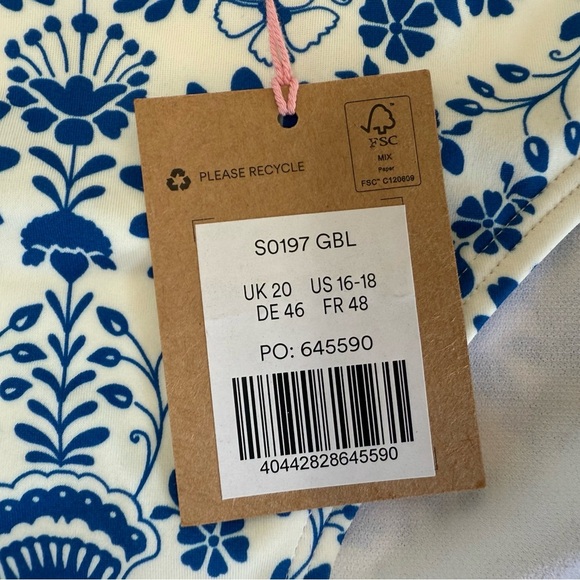 FSC
MIX
Paper
FSC™ C120609
PLEASE RECYCLE
S0197 GBL
UK 20 US 16-18
DE 46 FR 48
PO: 645590
40442828645590